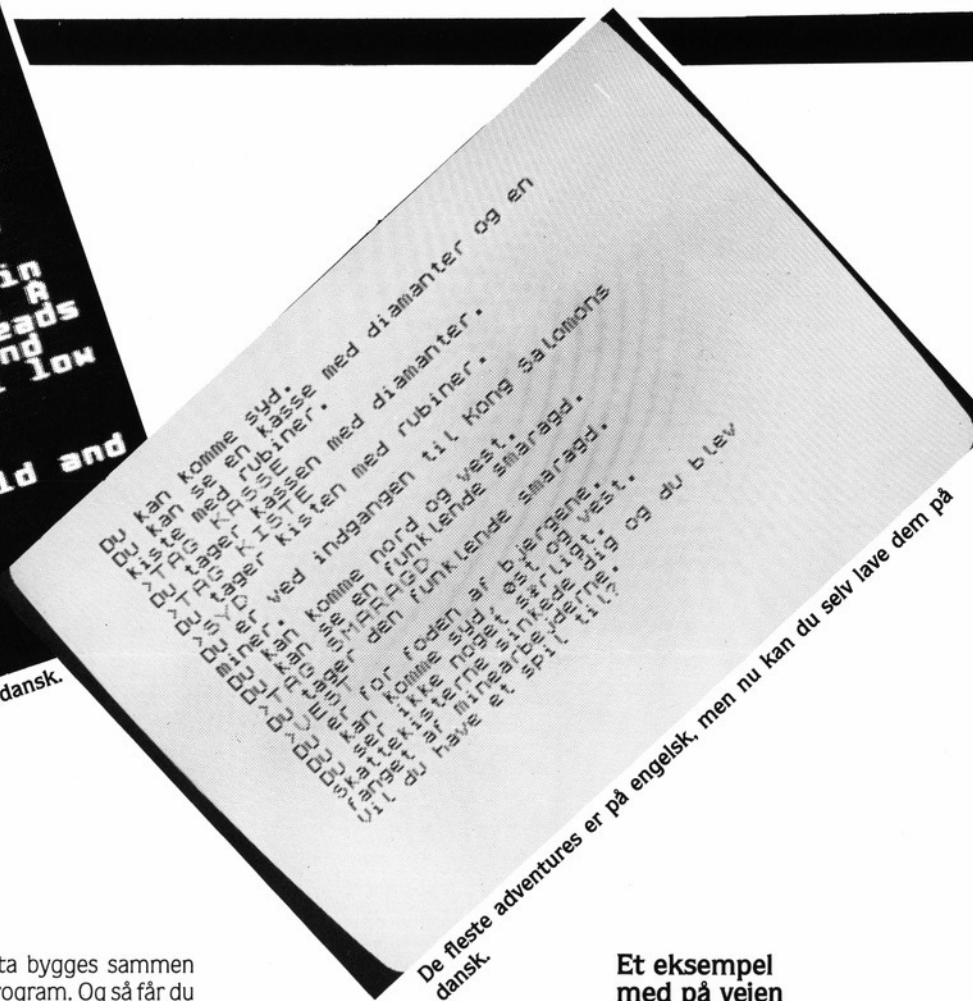 in
A
eads
nd
low
ld and
dansk.
Du kan komme syd.
Du kan se en kasse med diamanter og en
kiste med rubiner.
>TAG KASSE
Du tager kassen med diamanter.
>TAG KISTE
Du tager kisten med rubiner.
>SYD
Du er ved indgangen til Kong Salomons
miner.
Du kan komme nord og vest.
Du kan se en funklende smaragd.
>TAG SMARAGD
Du tager den funklende smaragd.
>VEST
Du er for foden af bjergene.
Du kan komme syd, øst og vest.
Du ser ikke noget særligt.
Skattekisterne sinkede dig og du blev
fanget af minearbejderne.
Vil du have et spil til?
De fleste adventures er på engelsk, men nu kan du selv lave dem på
dansk.
ta bygges sammen
rogram. Og så får du
Et eksempel
med på vejen